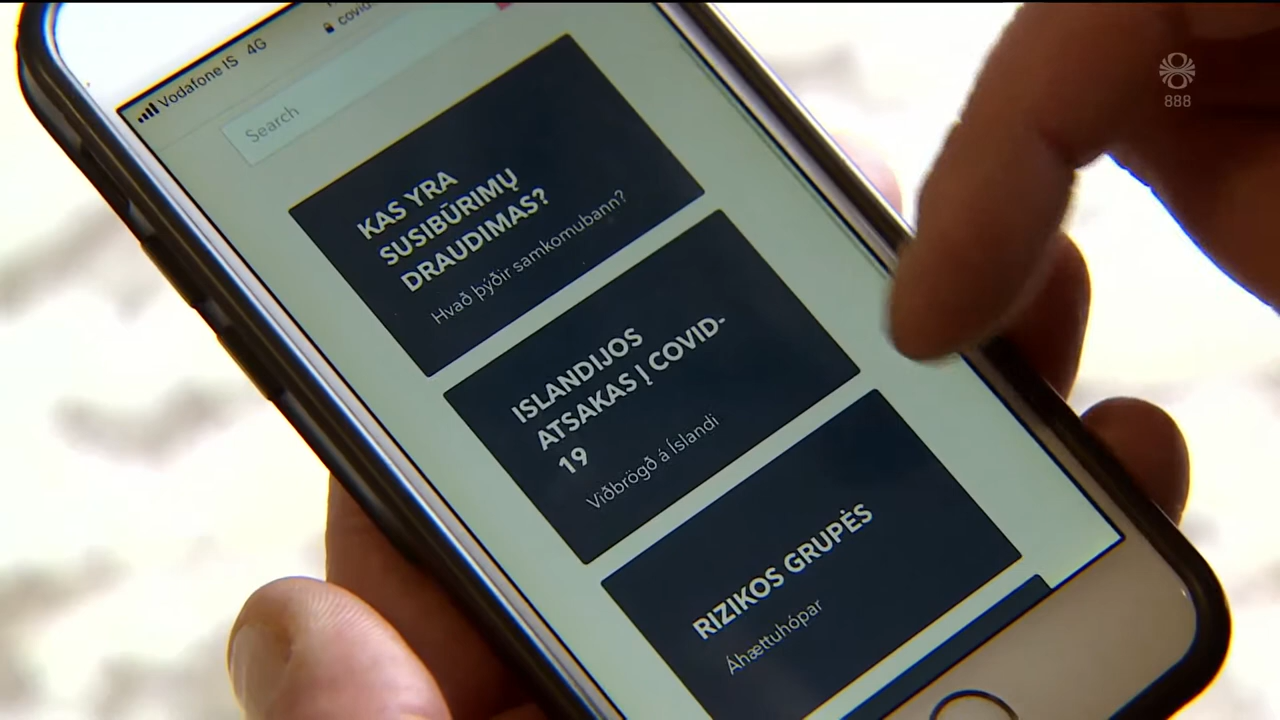 Vodafone IS 4G
covid.
Search
KAS YRA
SUSIBŪRIMŲ
DRAUDIMAS?
Hvað þýðir samkomubann?
ISLANDIJOS
ATSAKAS Į COVID-
19
Viðbrögð á Íslandi
RIZIKOS GRUPĖS
Áhættuhópar
888